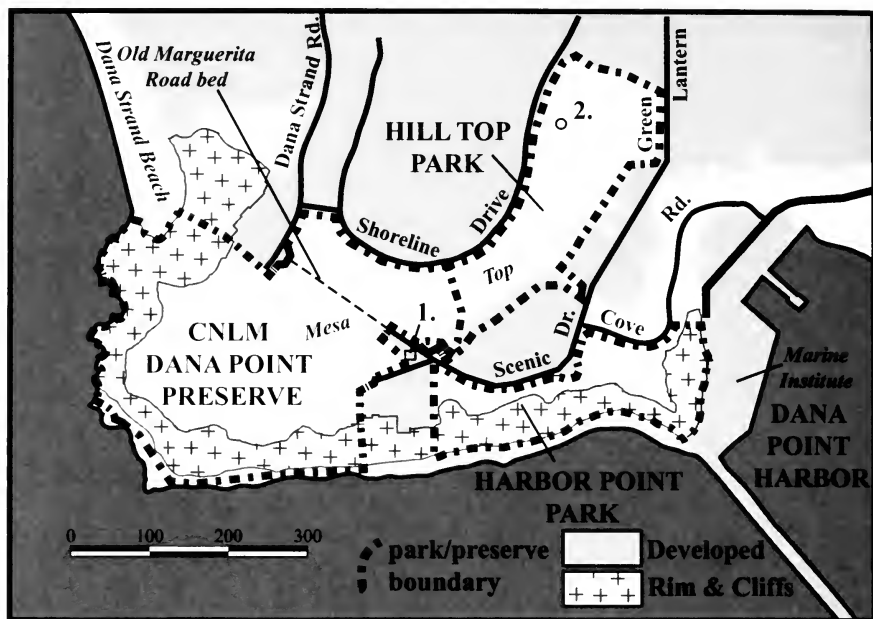 Old Marguerita
Road bed
Dana Strand Beach
Dana Strand Rd.
Green
Lantern
2.
HILL TOP
PARK
Shoreline
Drive
Top
Rd.
Mesa
1.
CNLM
DANA POINT
PRESERVE
Dr.
Cove
Scenic
Marine
Institute
DANA
POINT
HARBOR
HARBOR POINT
PARK
0 100 200 300
park/preserve
boundary
Developed
Rim & Cliffs